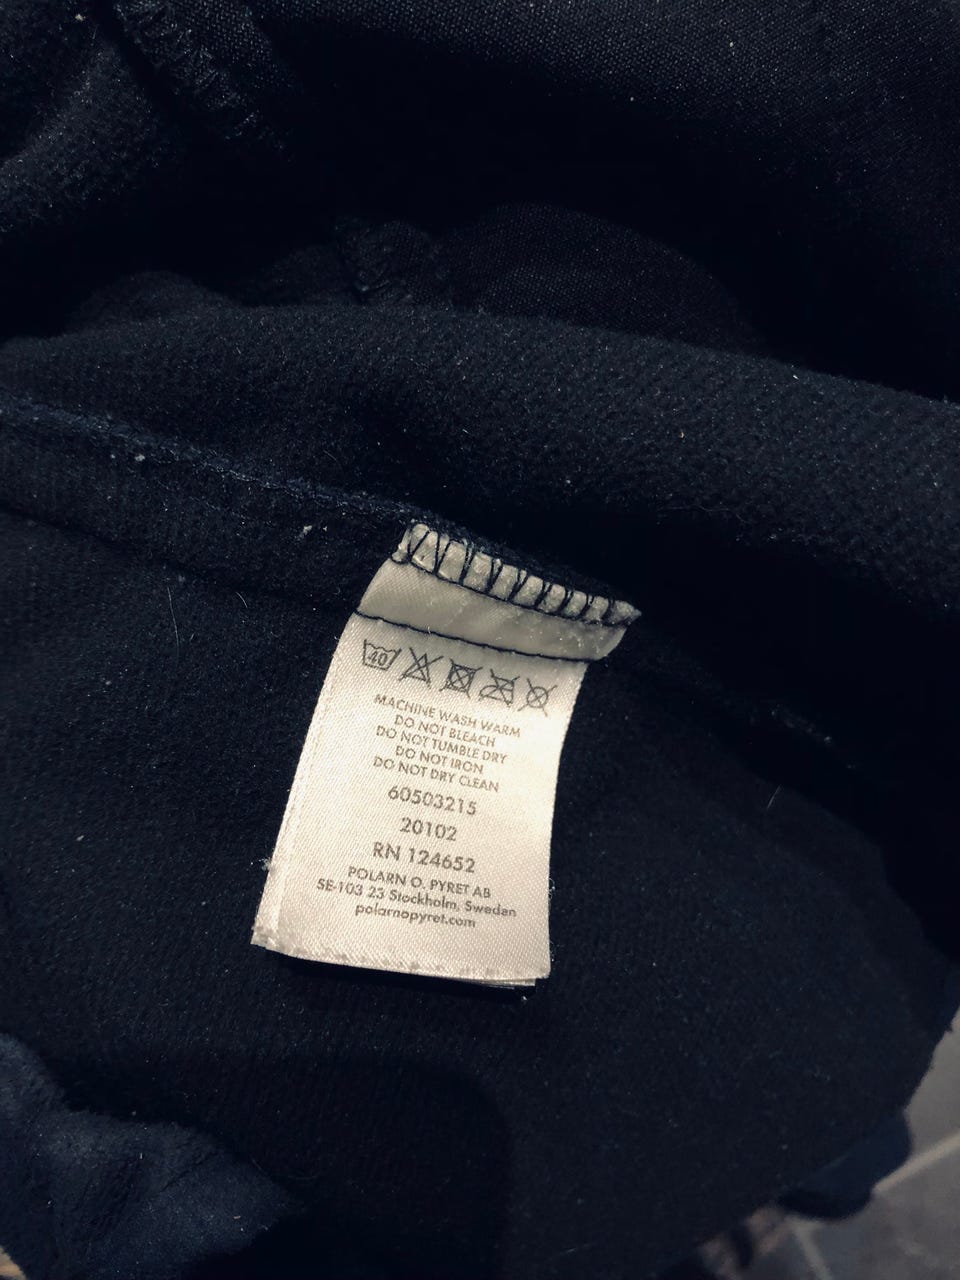 40
MACHINE WASH WARM
DO NOT BLEACH
DO NOT TUMBLE DRY
DO NOT IRON
DO NOT DRY CLEAN
60503215
20102
RN 124652
POLARN O. PYRET AB
SE-103 23 Stockholm, Sweden
polarnopyret.com